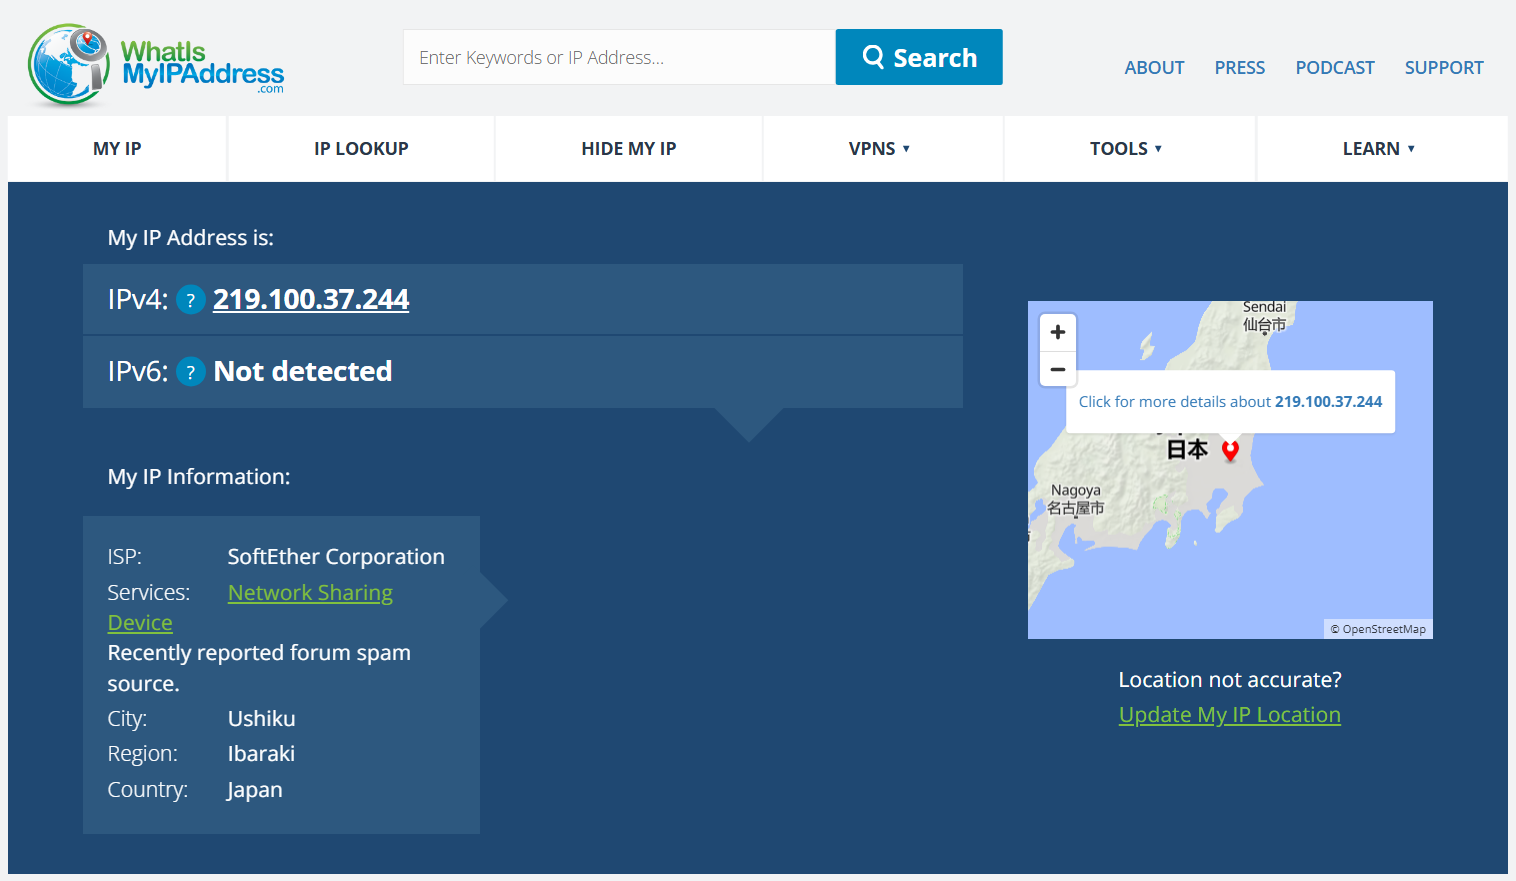 WhatIs
MyIPAddress
.com
Enter Keywords or IP Address...
Search
ABOUT PRESS PODCAST SUPPORT
MY IP IP LOOKUP HIDE MY IP VPNS ▼ TOOLS ▼ LEARN ▼
My IP Address is:
IPv4: ? 219.100.37.244
IPv6: ? Not detected
My IP Information:
ISP: SoftEther Corporation
Services: Network Sharing
Device
Recently reported forum spam
source.
City: Ushiku
Region: Ibaraki
Country: Japan
+
−
Sendai
仙台市
Click for more details about 219.100.37.244
日本
Nagoya
名古屋市
© OpenStreetMap
Location not accurate?
Update My IP Location